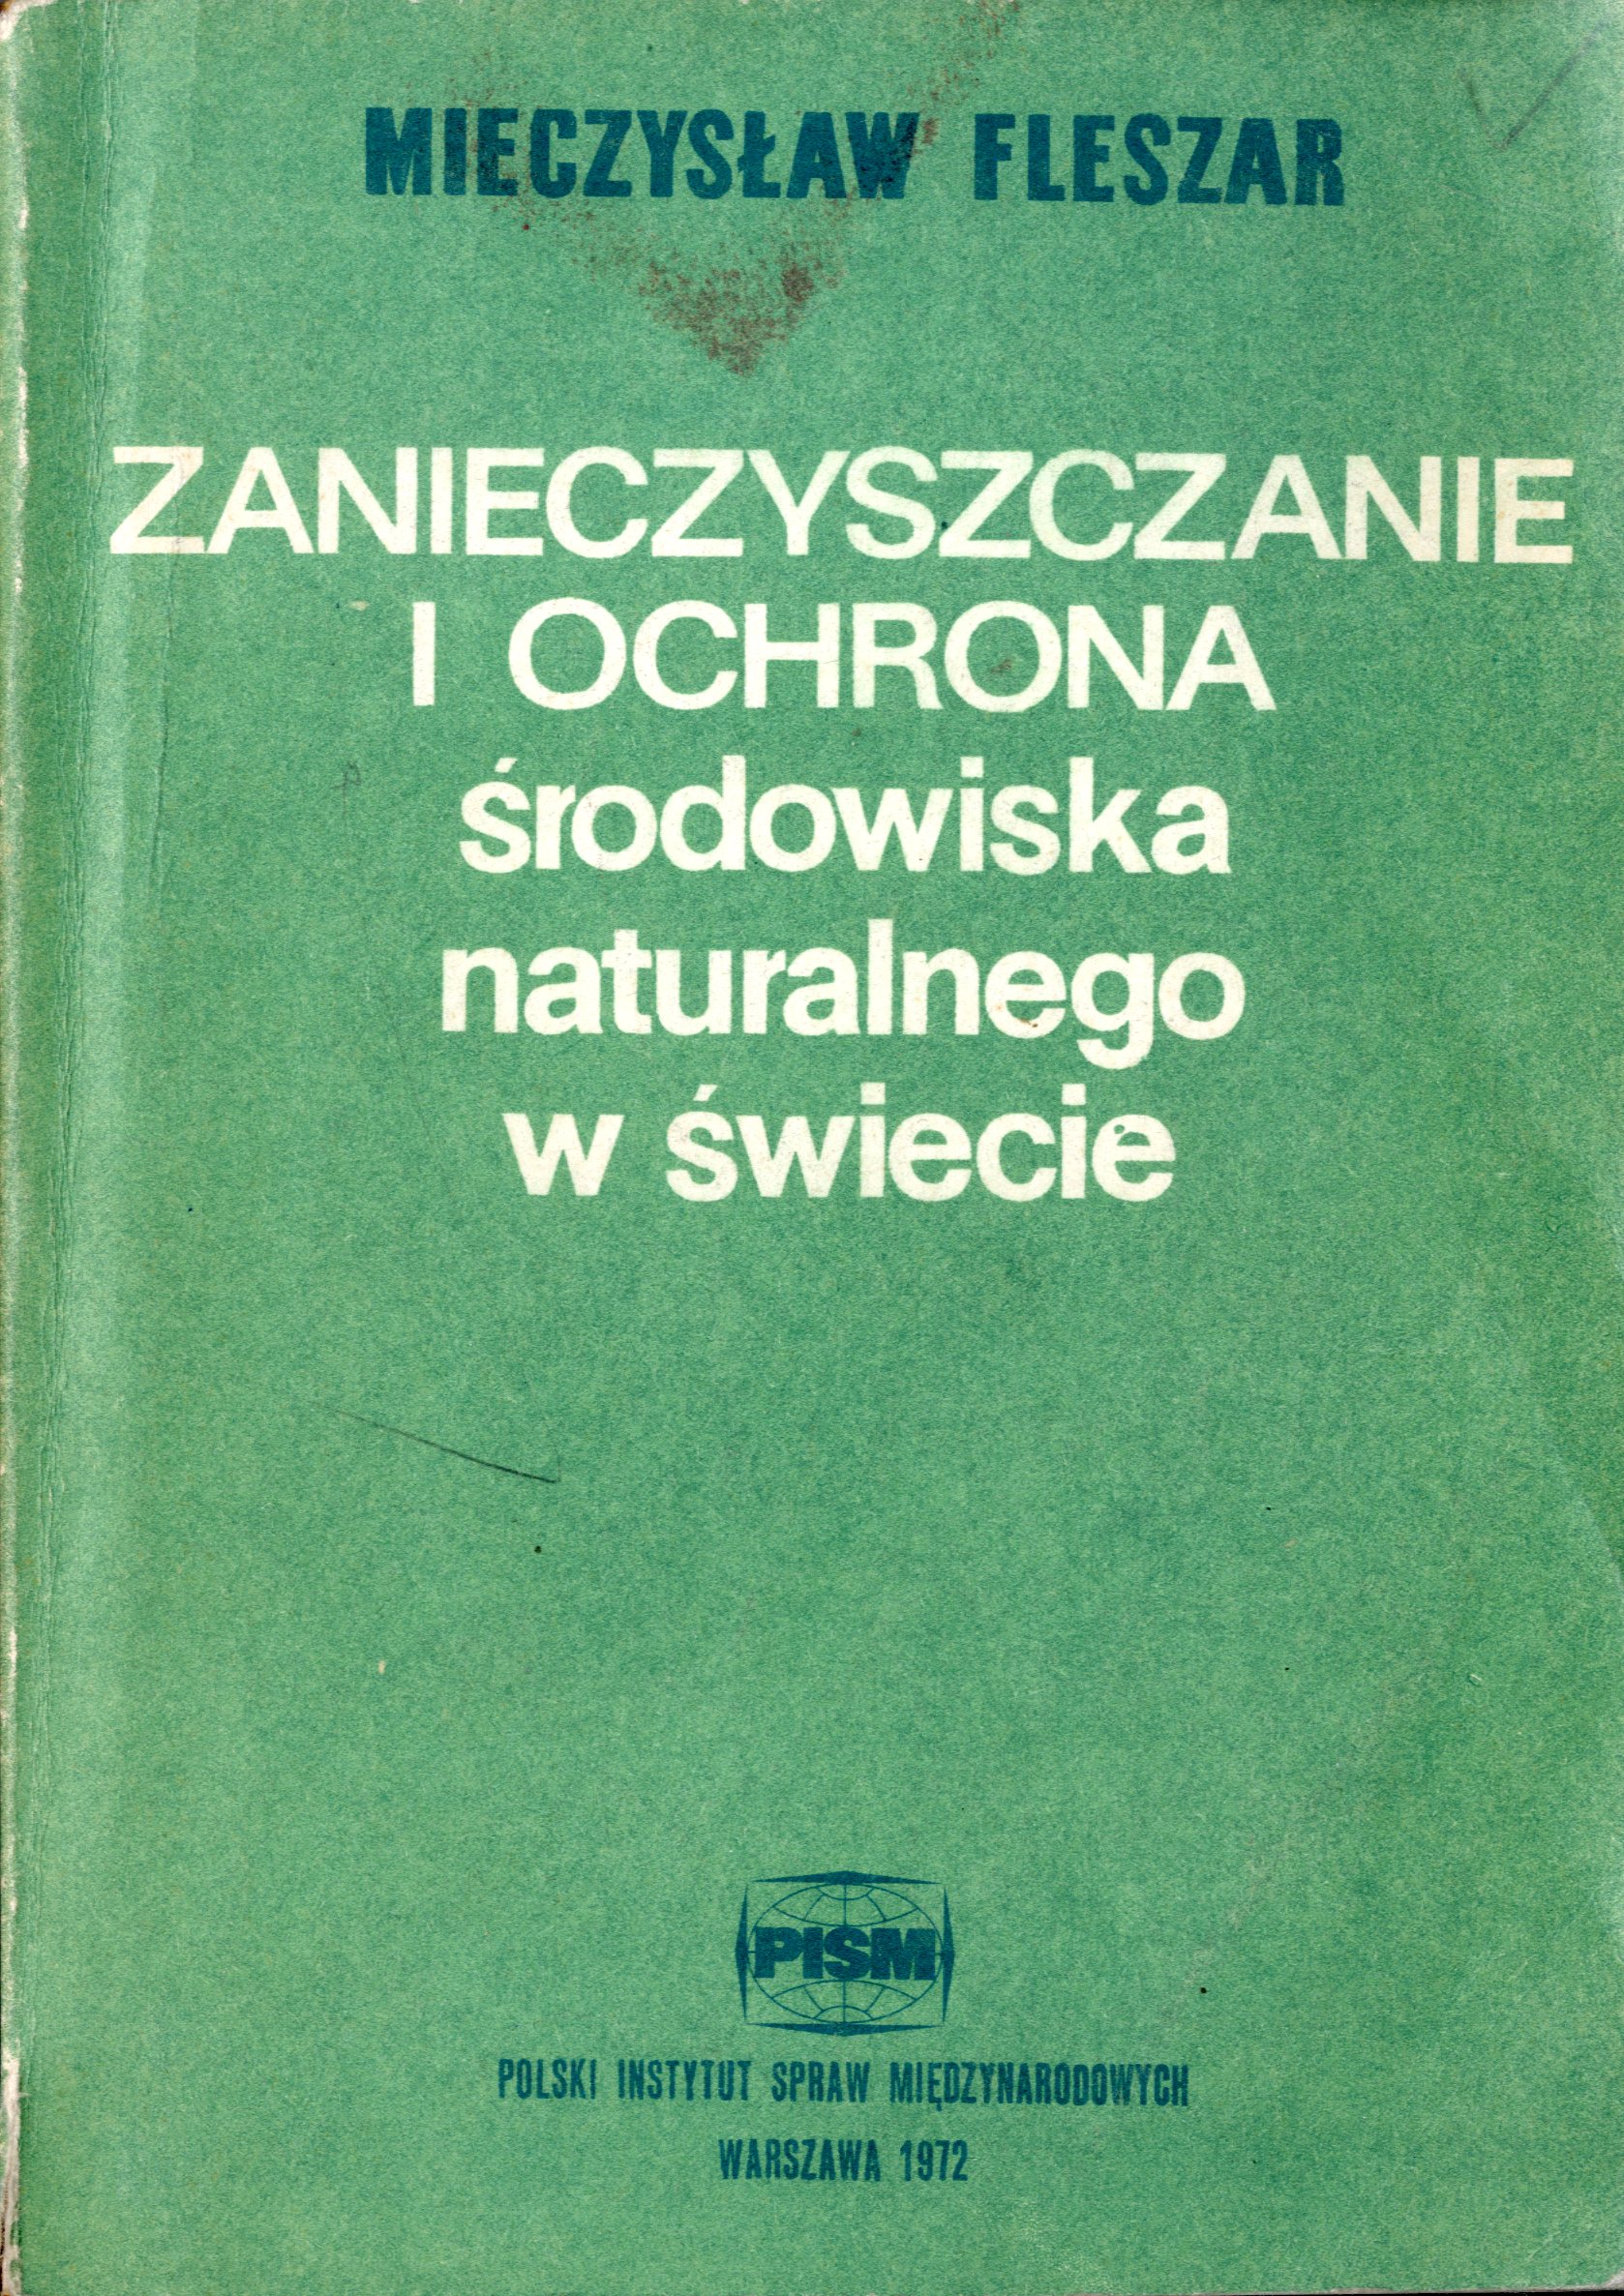 MIECZYSŁAW FLESZAR
ZANIECZYSZCZANIE
I OCHRONA
środowiska
naturalnego
w świecie
PISM
POLSKI INSTYTUT SPRAW MIĘDZYNARODOWYCH
WARSZAWA 1972